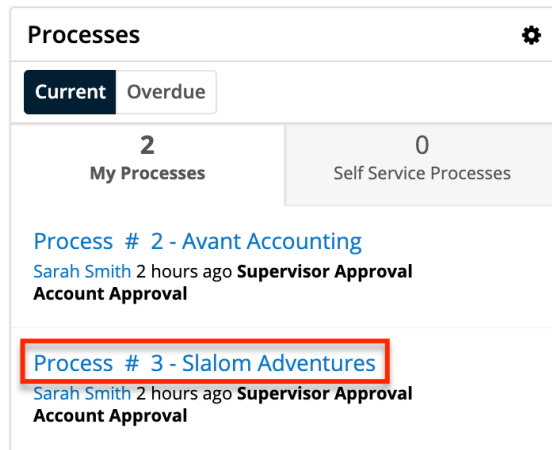 Processes
Current Overdue
2 0
My Processes Self Service Processes
Process # 2 - Avant Accounting
Sarah Smith 2 hours ago Supervisor Approval
Account Approval
Process # 3 - Slalom Adventures
Sarah Smith 2 hours ago Supervisor Approval
Account Approval